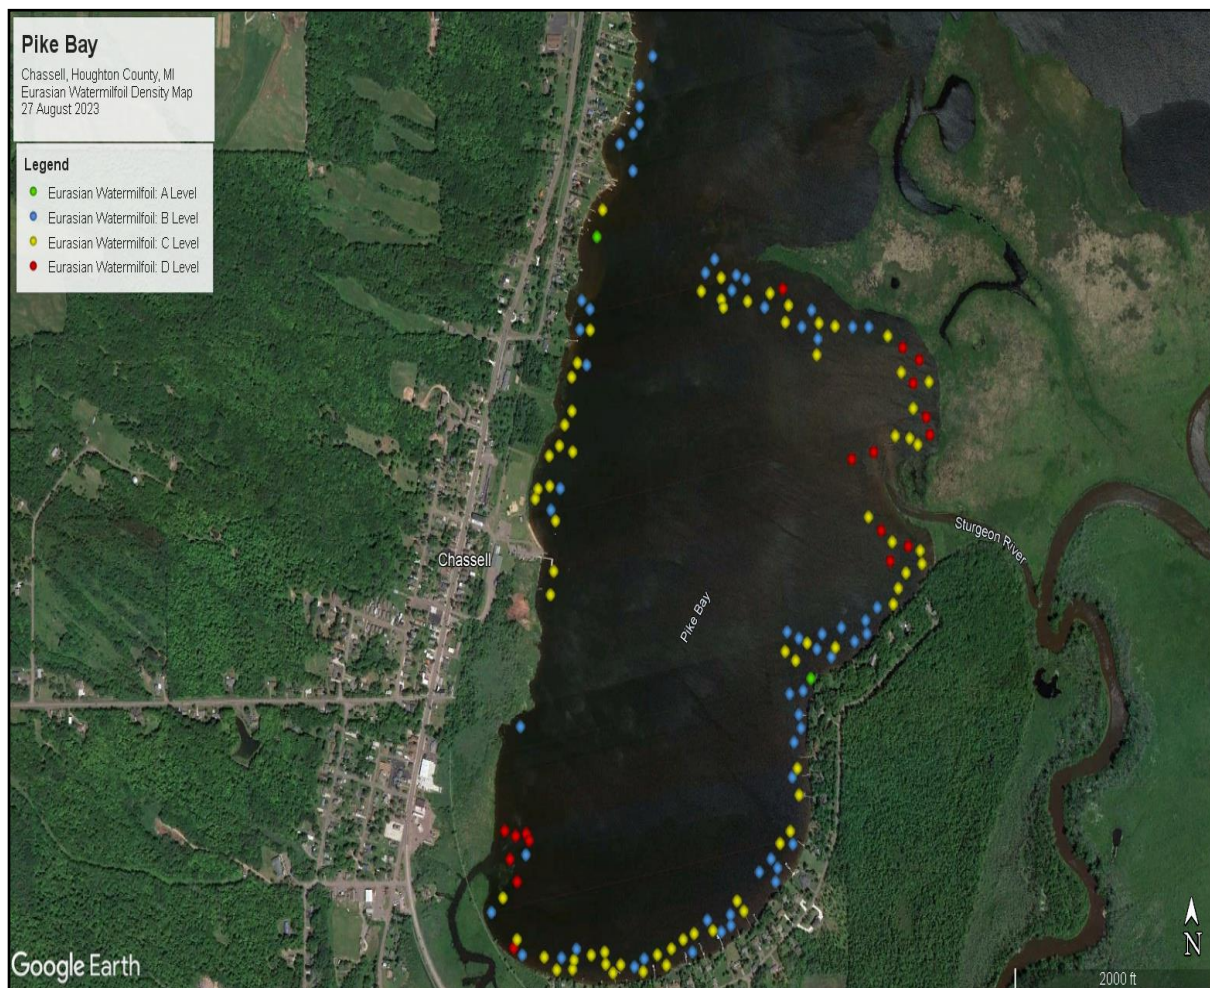 Pike Bay
Chassell, Houghton County, MI
Eurasian Watermilfoil Density Map
27 August 2023
Legend
Eurasian Watermilfoil: A Level
Eurasian Watermilfoil: B Level
Eurasian Watermilfoil: C Level
Eurasian Watermilfoil: D Level
Sturgeon River
Chassell
Pike Bay
N
Google Earth
2000 ft